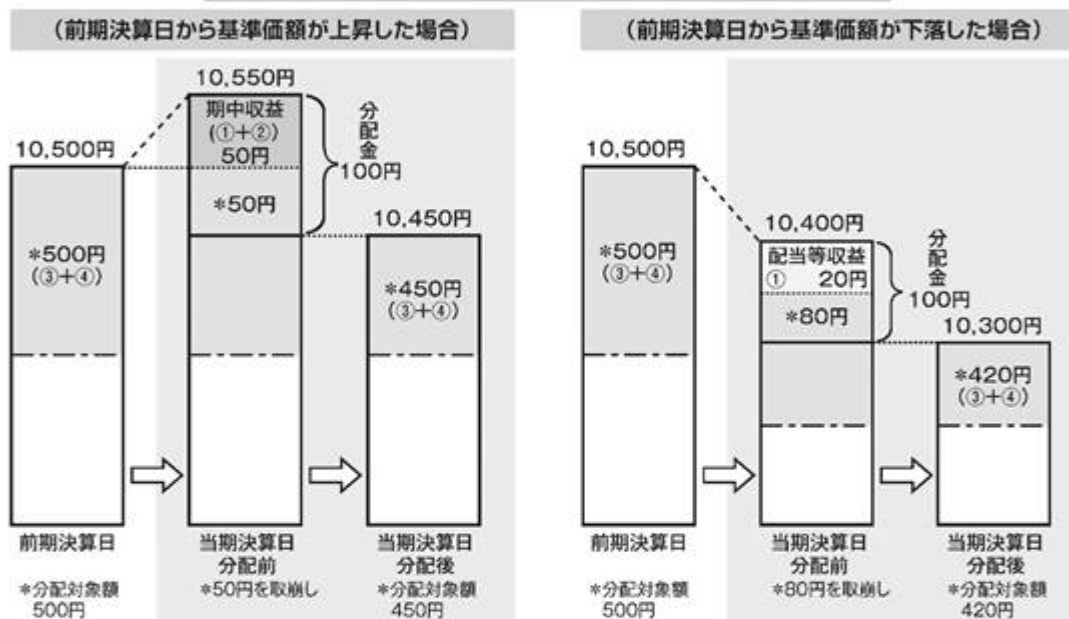 (前期決算日から基準価額が上昇した場合)
10,550円
期中収益
(①+②)
50円
*50円
分配金
100円
10,500円
*500円
(③+④)
10,450円
*450円
(③+④)
前期決算日
当期決算日
分配前
当期決算日
分配後
*分配対象額
500円
*50円を取崩し
*分配対象額
450円
(前期決算日から基準価額が下落した場合)
10,500円
*500円
(③+④)
10,400円
配当等収益
① 20円
*80円
分配金
100円
10,300円
*420円
(③+④)
前期決算日
当期決算日
分配前
当期決算日
分配後
*分配対象額
500円
*80円を取崩し
*分配対象額
420円